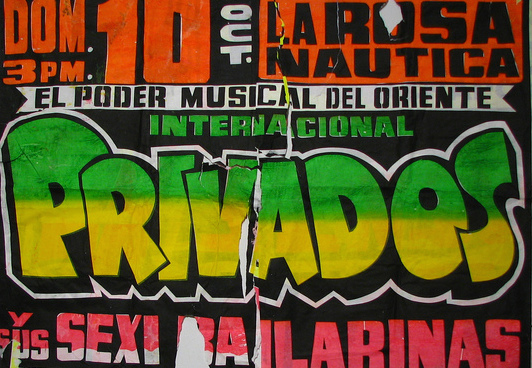 DOM. 10 OCT. LA ROSA
3 PM. NAUTICA
EL PODER MUSICAL DEL ORIENTE
INTERNACIONAL
PRIVADOS
Y SUS SEXI BAILARINAS